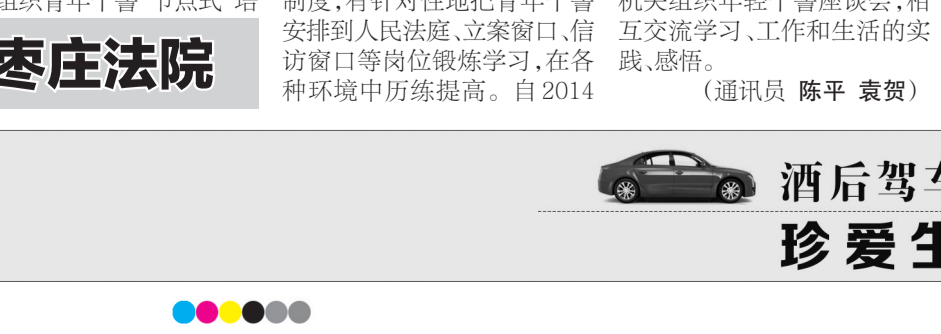 组织青年干警“节点式”培
枣庄法院
制度,有针对性地把青年干警
安排到人民法庭、立案窗口、信
访窗口等岗位锻炼学习,在各
种环境中历练提高。自2014
机关组织年轻干警座谈会,相
互交流学习、工作和生活的实
践、感悟。
(通讯员 陈平 袁贺)
酒后驾车
珍爱生